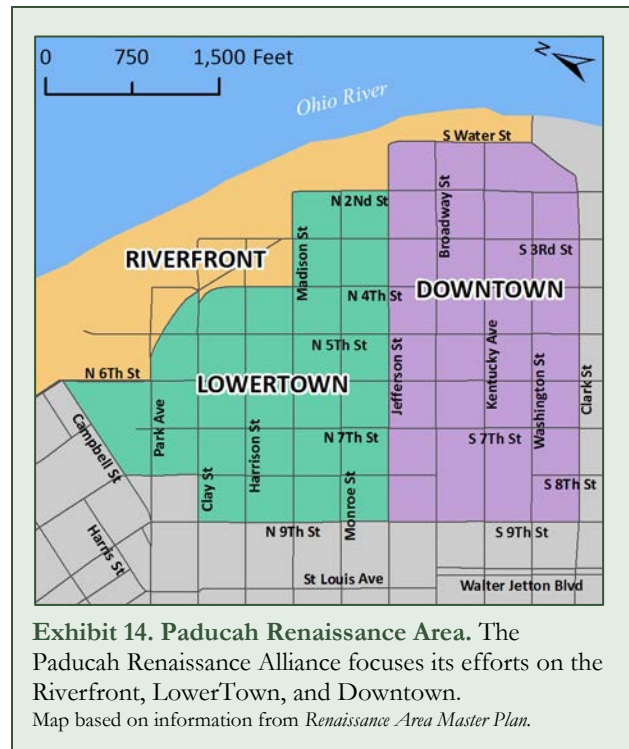 0 750 1,500 Feet
N
Ohio River
S Water St
N 2Nd St
Broadway St
S 3Rd St
RIVERFRONT
Madison St
N 4Th St
DOWNTOWN
N 5Th St
Jefferson St
Kentucky Ave
Washington St
Clark St
N 6Th St
LOWERTOWN
Campbell St
Park Ave
Clay St
Harrison St
N 7Th St
S 7Th St
Monroe St
S 8Th St
Harris St
N 9Th St
S 9Th St
St Louis Ave
Walter Jetton Blvd
Exhibit 14. Paducah Renaissance Area. The
Paducah Renaissance Alliance focuses its efforts on the
Riverfront, LowerTown, and Downtown.
Map based on information from Renaissance Area Master Plan.